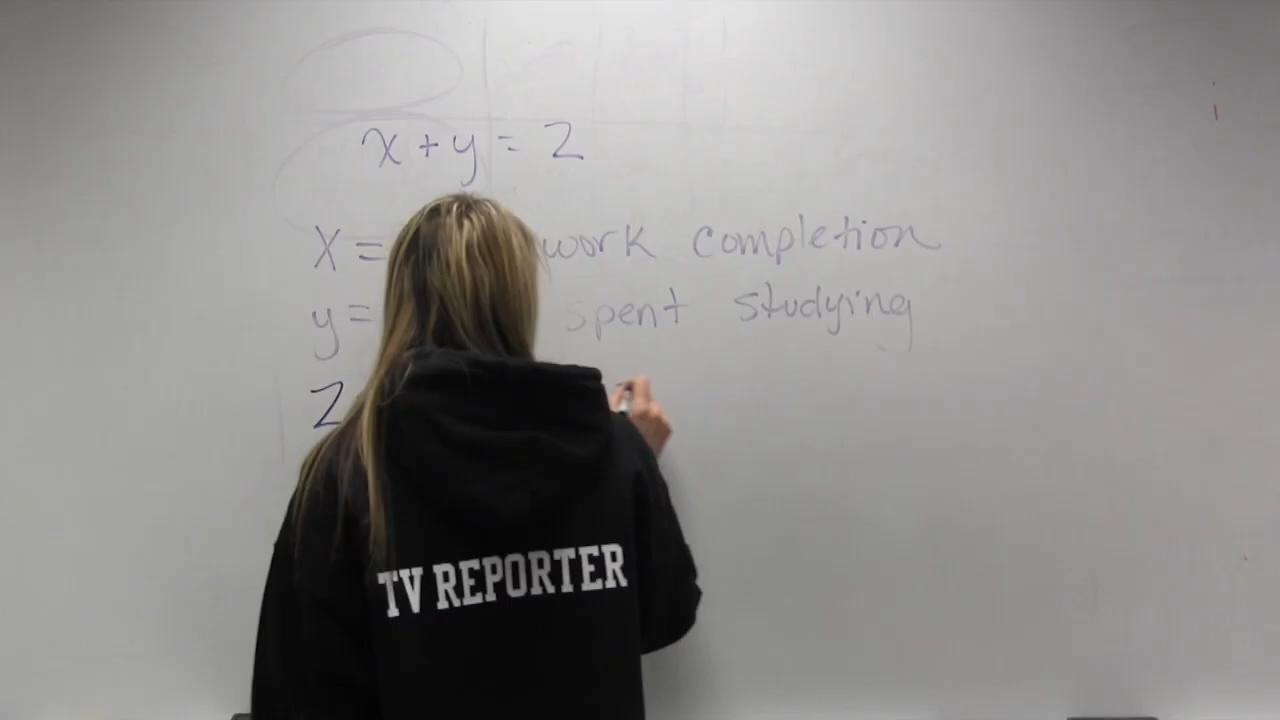 x + y = Z
X = work completion
y = spent studying
Z
TV REPORTER